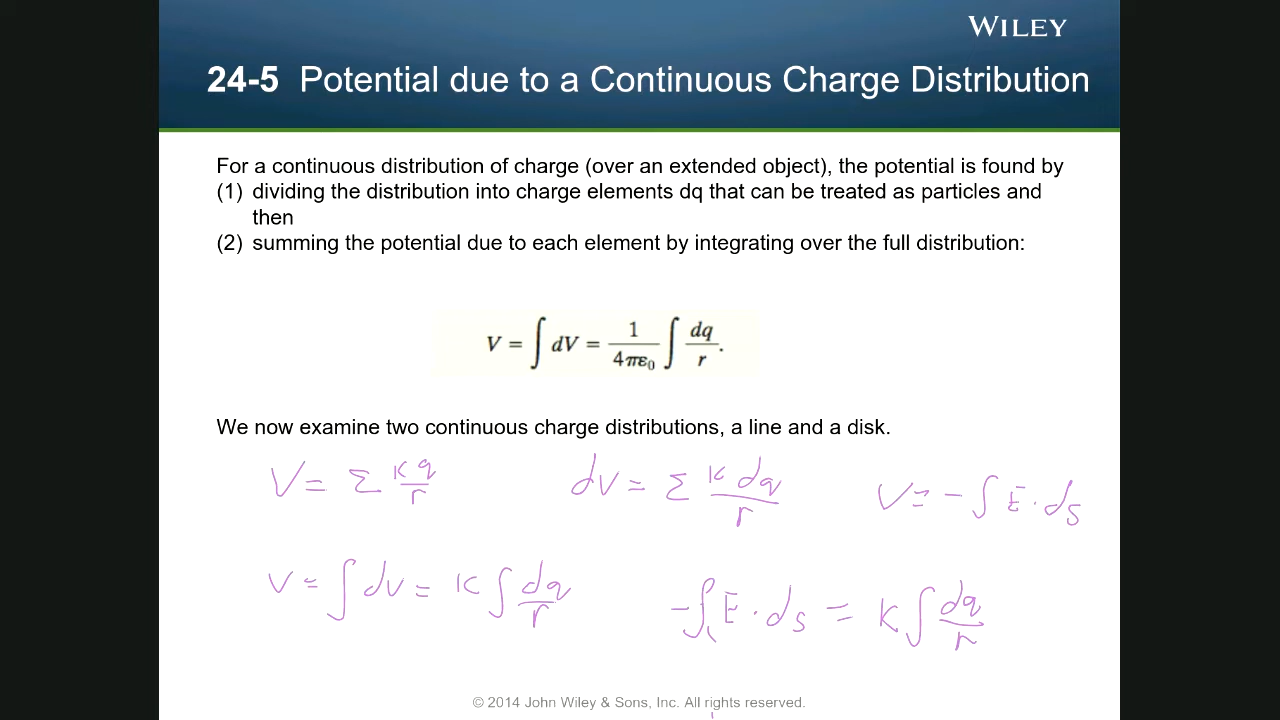 WILEY
24-5 Potential due to a Continuous Charge Distribution
For a continuous distribution of charge (over an extended object), the potential is found by
(1) dividing the distribution into charge elements dq that can be treated as particles and
then
(2) summing the potential due to each element by integrating over the full distribution:
V = ∫ dV = 1/4πε₀ ∫ dq/r.
We now examine two continuous charge distributions, a line and a disk.
V = Σ kq/r   dV = Σ k dq/r   V = - ∫ E · ds
V = ∫ dV = k ∫ dq/r   - ∫ E · ds = k ∫ dq/r
© 2014 John Wiley & Sons, Inc. All rights reserved.